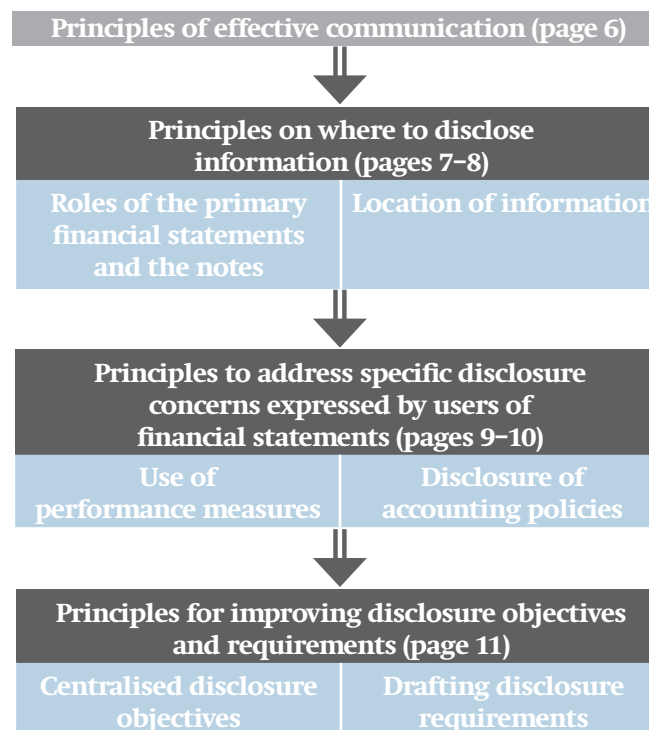 Principles of effective communication (page 6)
Principles on where to disclose
information (pages 7–8)
Roles of the primary
financial statements
and the notes
Location of information
Principles to address specific disclosure
concerns expressed by users of
financial statements (pages 9–10)
Use of
performance measures
Disclosure of
accounting policies
Principles for improving disclosure objectives
and requirements (page 11)
Centralised disclosure
objectives
Drafting disclosure
requirements